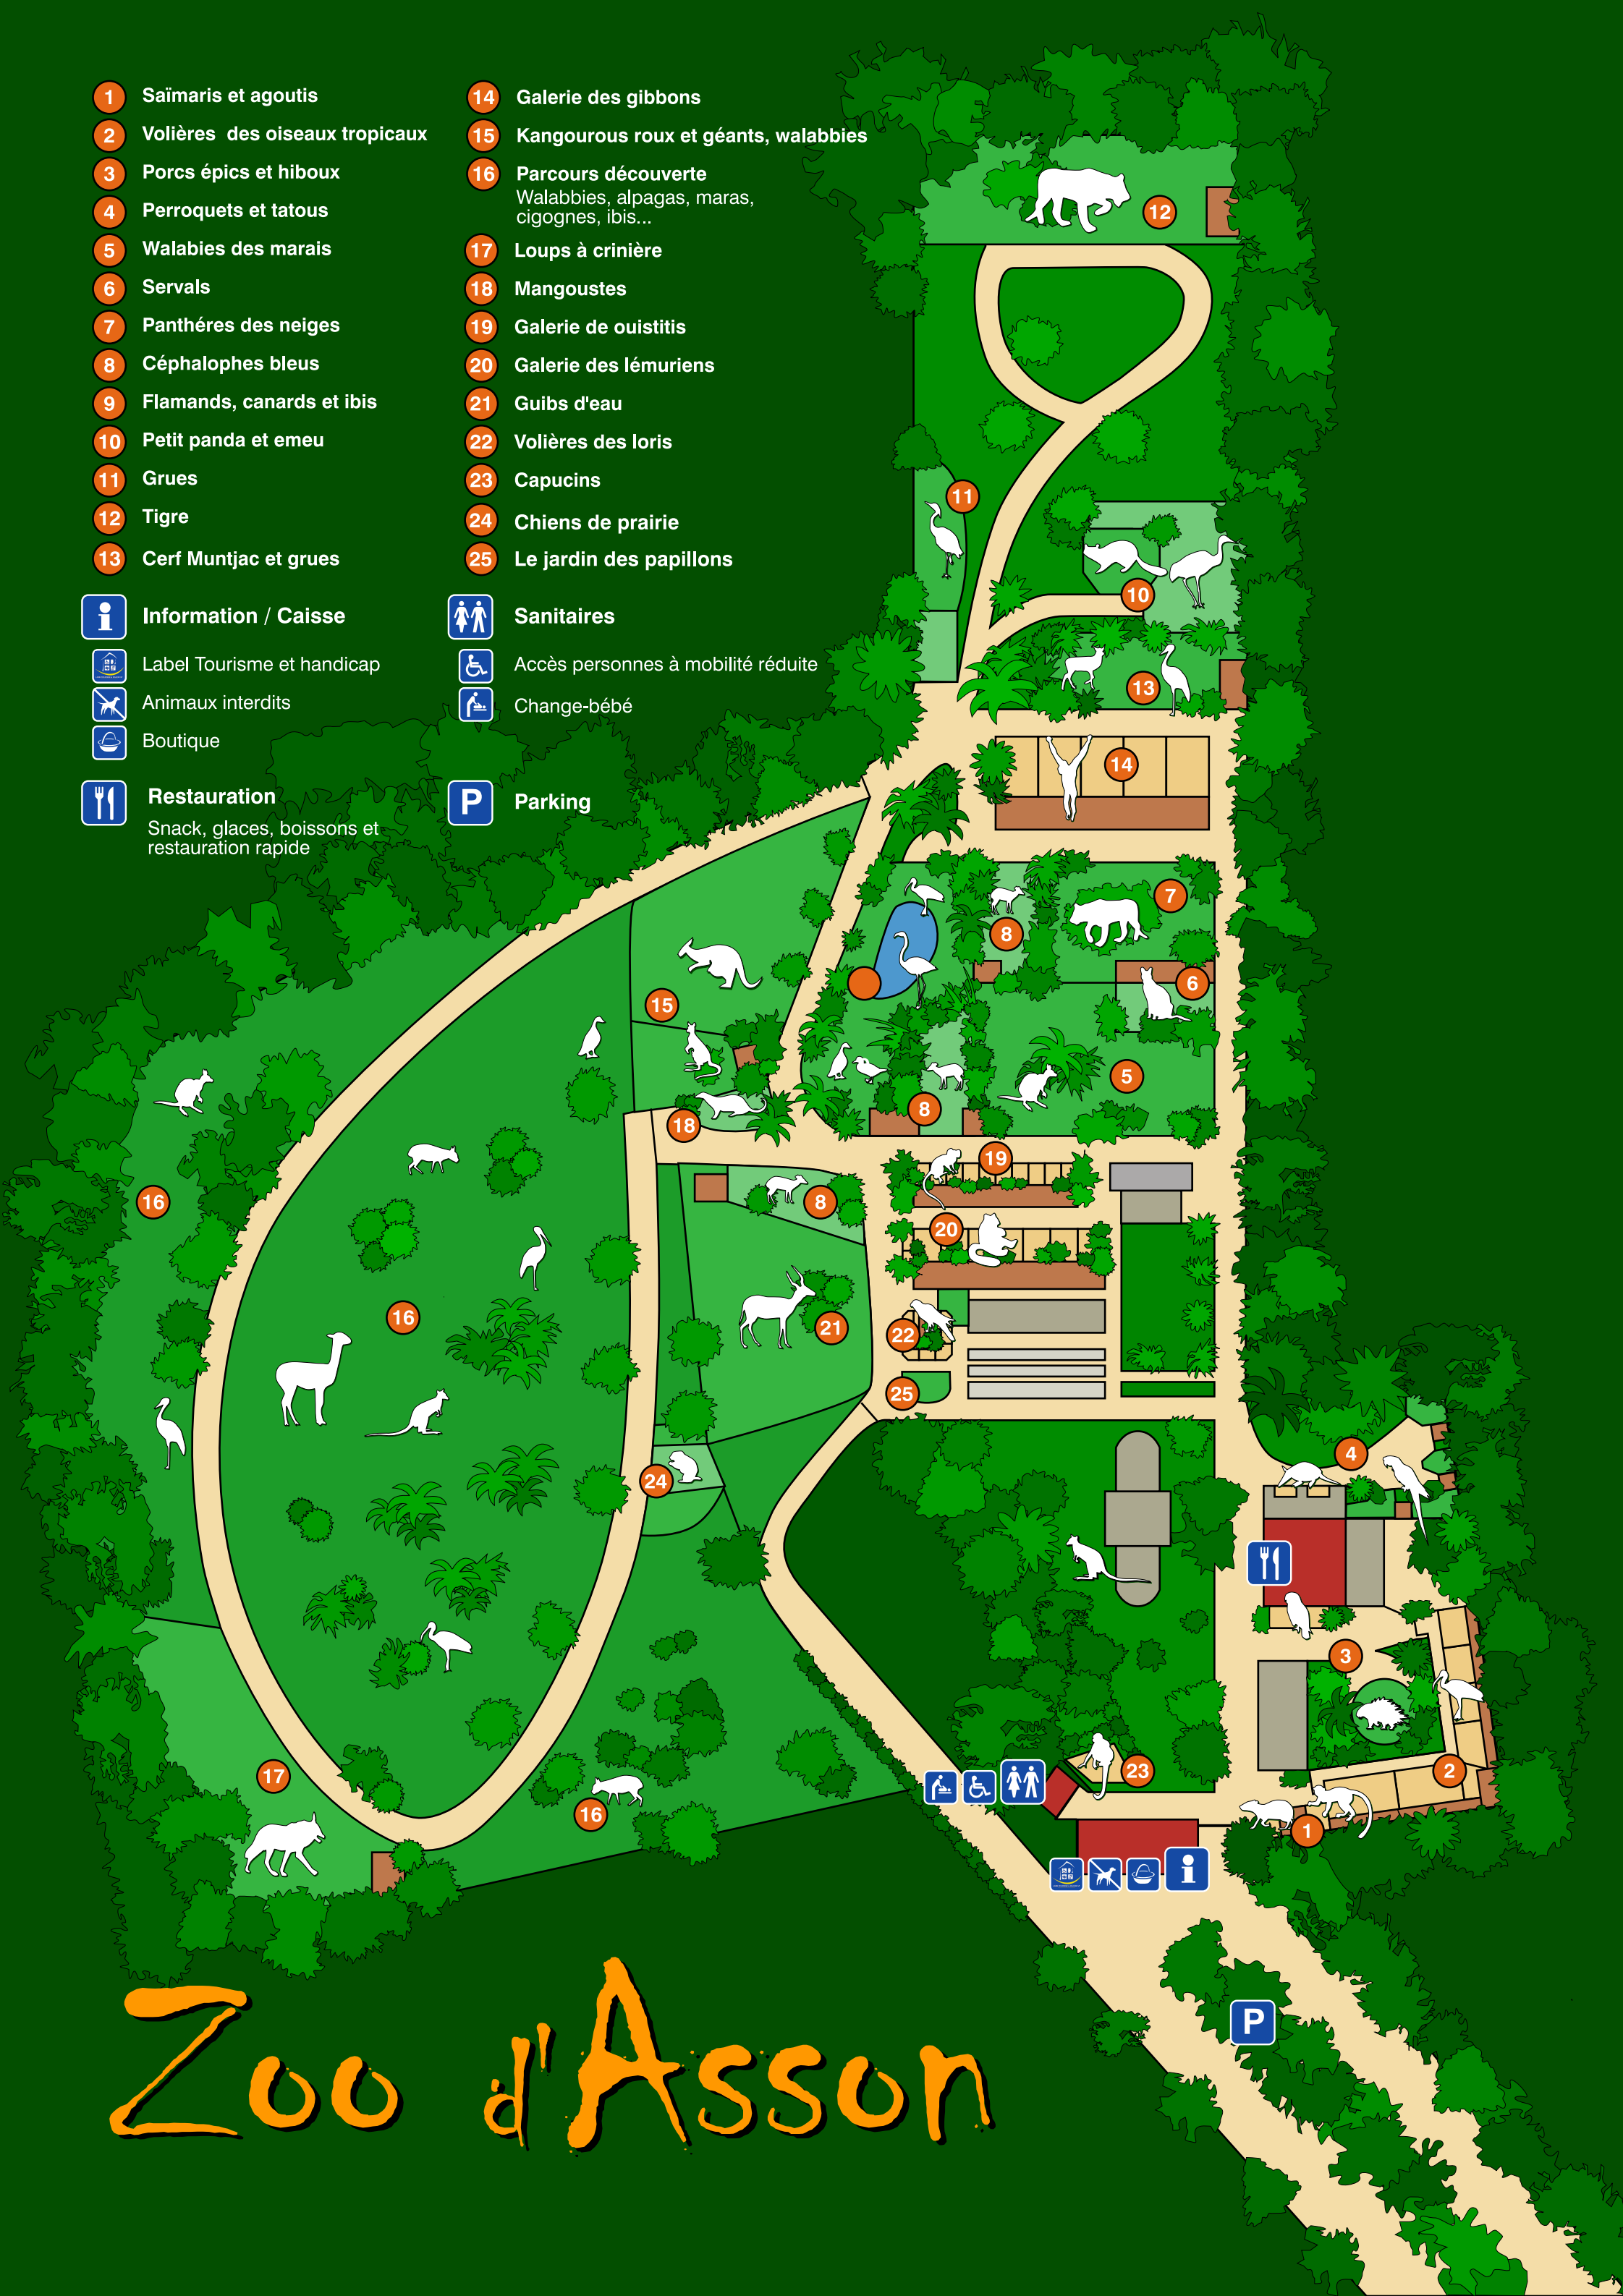 1 Saïmaris et agoutis
2 Volières des oiseaux tropicaux
3 Porcs épics et hiboux
4 Perroquets et tatous
5 Walabies des marais
6 Servals
7 Panthéres des neiges
8 Céphalophes bleus
9 Flamands, canards et ibis
10 Petit panda et emeu
11 Grues
12 Tigre
13 Cerf Muntjac et grues
i Information / Caisse
Label Tourisme et handicap
Animaux interdits
Boutique
Restauration
Snack, glaces, boissons et
restauration rapide
14 Galerie des gibbons
15 Kangourous roux et géants, walabbies
16 Parcours découverte
Walabbies, alpagas, maras,
cigognes, ibis...
17 Loups à crinière
18 Mangoustes
19 Galerie de ouistitis
20 Galerie des lémuriens
21 Guibs d'eau
22 Volières des loris
23 Capucins
24 Chiens de prairie
25 Le jardin des papillons
Sanitaires
Accès personnes à mobilité réduite
Change-bébé
P Parking
12
11
10
13
14
7
8
6
15
5
8
18
19
16
8
20
16
21
22
25
4
24
3
17
23
2
16
1
i
P
Zoo d'Asson